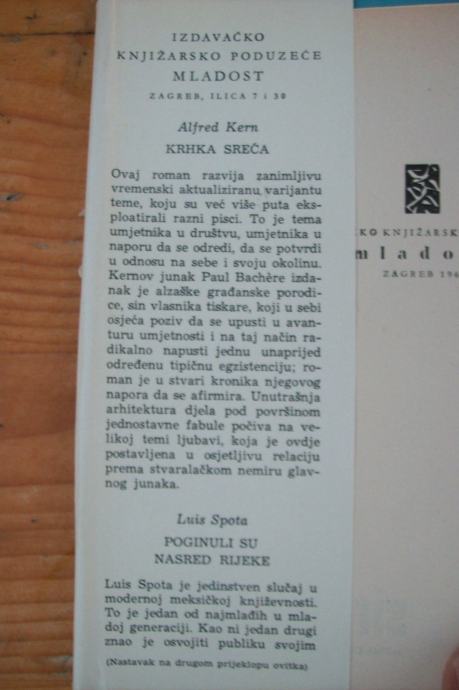 IZDAVAČKO
KNJIŽARSKO PODUZEĆE
MLADOST
ZAGREB, ILICA 7 i 30
Alfred Kern
KRHKA SREĆA
Ovaj roman razvija zanimljivu
vremenski aktualiziranu varijantu
teme, koju su već više puta eks-
ploatirali razni pisci. To je tema
umjetnika u društvu, umjetnika u
naporu da se odredi, da se potvrdi
u odnosu na sebe i svoju okolinu.
Kernov junak Paul Bachère izda-
nak je alzaške građanske porodi-
ce, sin vlasnika tiskare, koji u sebi
osjeća poziv da se upusti u avan-
turu umjetnosti i na taj način ra-
dikalno napusti jednu unaprijed
određenu tipičnu egzistenciju; ro-
man je u stvari kronika njegovog
napora da se afirmira. Unutrašnja
arhitektura djela pod površinom
jednostavne fabule počiva na ve-
likoj temi ljubavi, koja je ovdje
postavljena u osjetljivu relaciju
prema stvaralačkom nemiru glav-
nog junaka.
Luis Spota
POGINULI SU
NASRED RIJEKE
Luis Spota je jedinstven slučaj u
modernoj meksičkoj književnosti.
To je jedan od najmlađih u mla-
doj generaciji. Kao ni jedan drugi
znao je osvojiti publiku svojim
(Nastavak na drugom prijeklopu ovitka)
KO KNJIŽARSK
mlado
ZAGREB 196